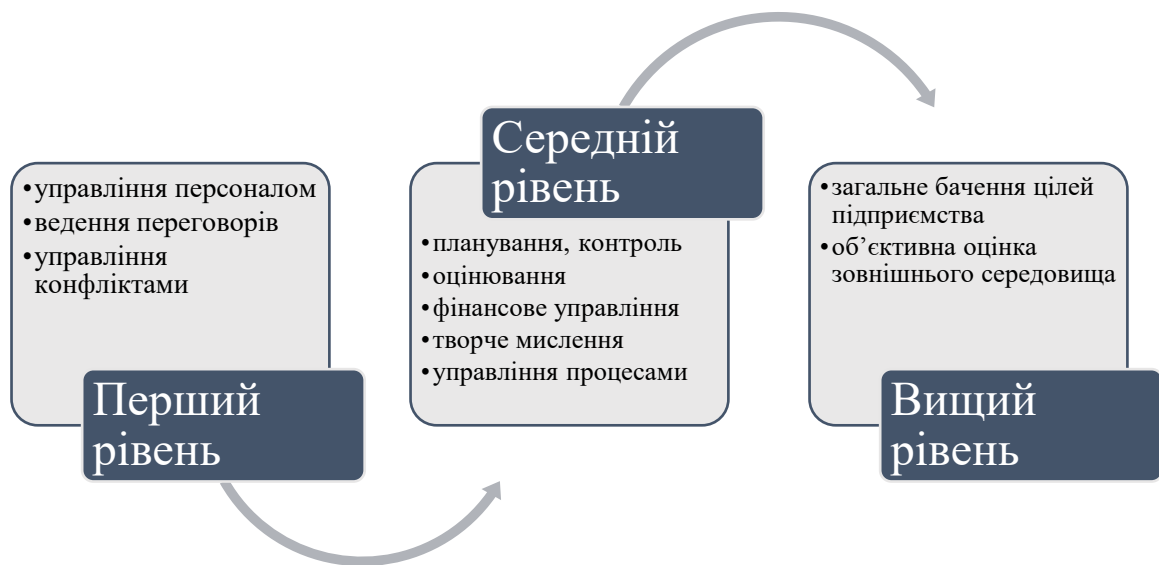 •управління персоналом
•ведення переговорів
•управління
конфліктами
Перший
рівень
Середній
рівень
•планування, контроль
•оцінювання
•фінансове управління
•творче мислення
•управління процесами
•загальне бачення цілей
підприємства
•об’єктивна оцінка
зовнішнього середовища
Вищий
рівень